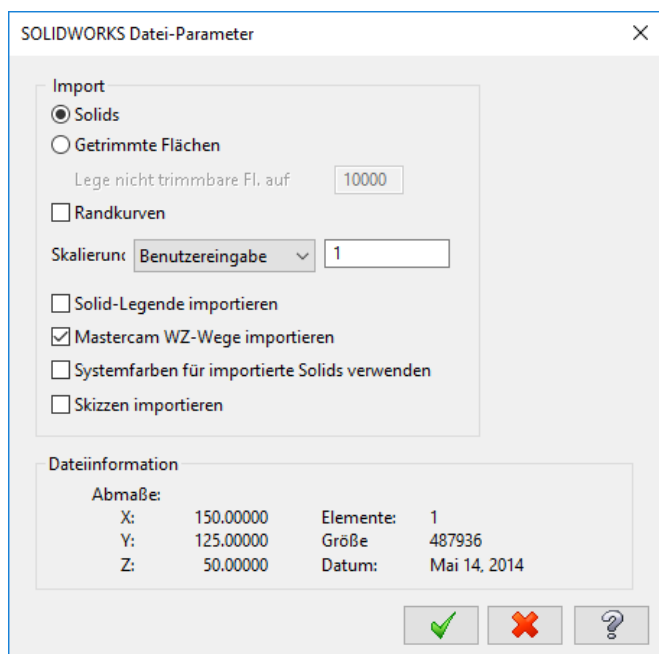 SOLIDWORKS Datei-Parameter
Import
Solids
Getrimmte Flächen
Lege nicht trimmbare Fl. auf 10000
Randkurven
Skalierung Benutzereingabe 1
Solid-Legende importieren
Mastercam WZ-Wege importieren
Systemfarben für importierte Solids verwenden
Skizzen importieren
Dateiinformation
Abmaße:
X: 150.00000 Elemente: 1
Y: 125.00000 Größe 487936
Z: 50.00000 Datum: Mai 14, 2014